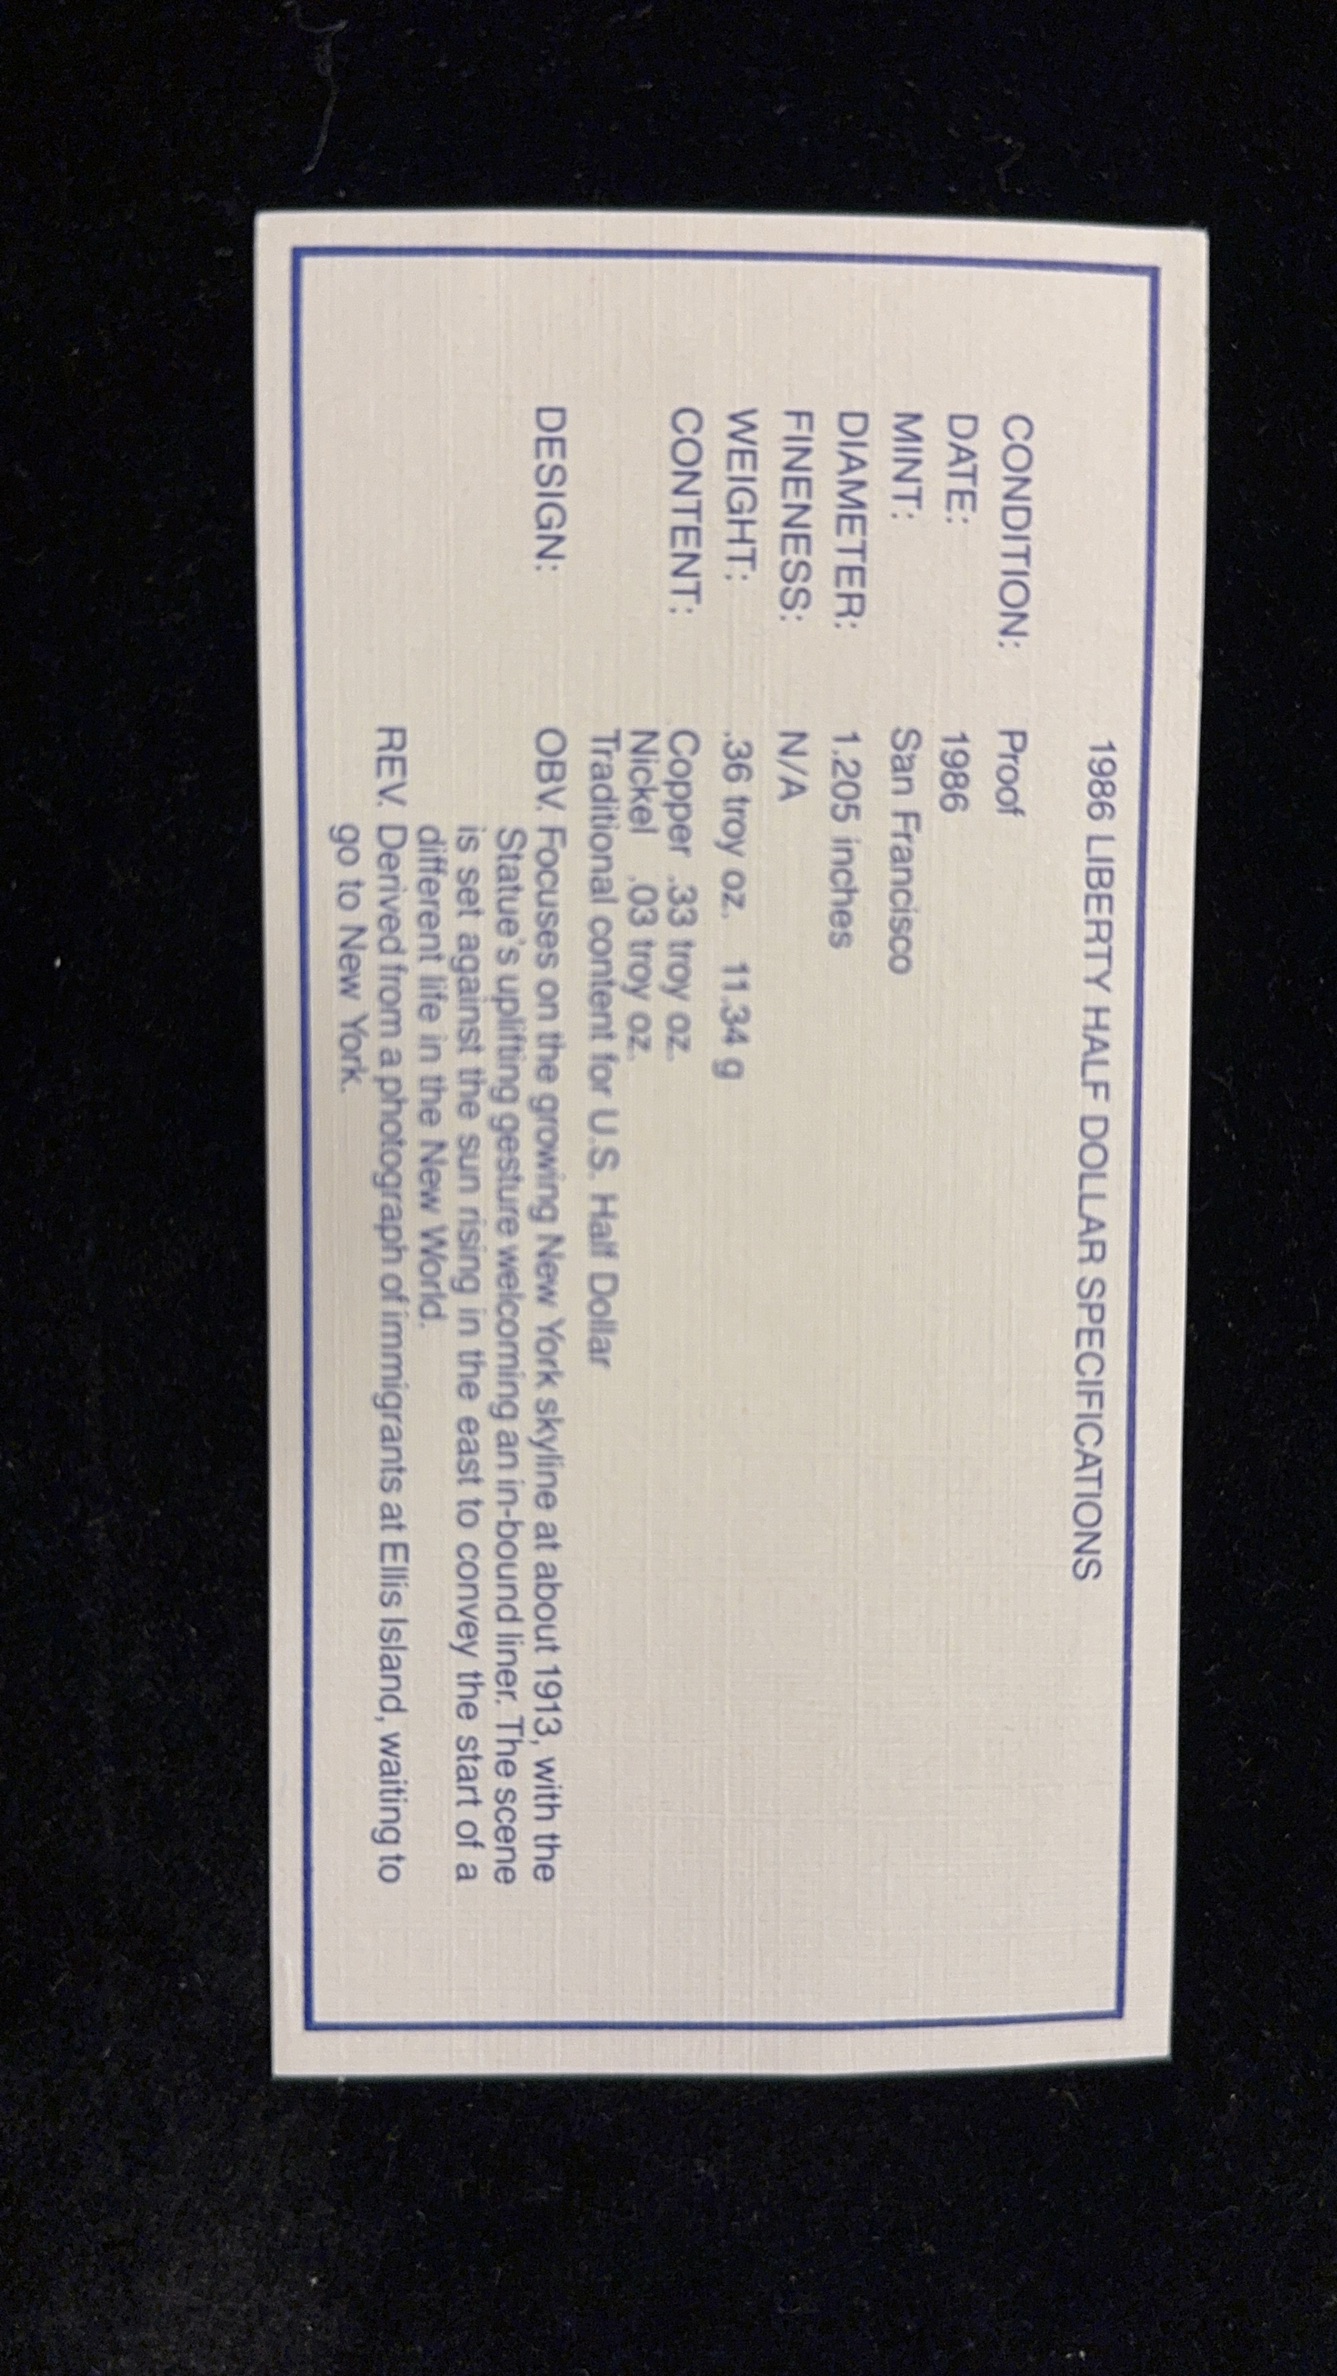 1986 LIBERTY HALF DOLLAR SPECIFICATIONS
CONDITION: Proof
DATE: 1986
MINT: San Francisco
DIAMETER: 1.205 inches
FINENESS: N/A
WEIGHT: .36 troy oz. 11.34 g
CONTENT: Copper .33 troy oz.
Nickel .03 troy oz.
Traditional content for U.S. Half Dollar
DESIGN: OBV. Focuses on the growing New York skyline at about 1913, with the
Statue's uplifting gesture welcoming an in-bound liner. The scene
is set against the sun rising in the east to convey the start of a
different life in the New World.
REV. Derived from a photograph of immigrants at Ellis Island, waiting to
go to New York.